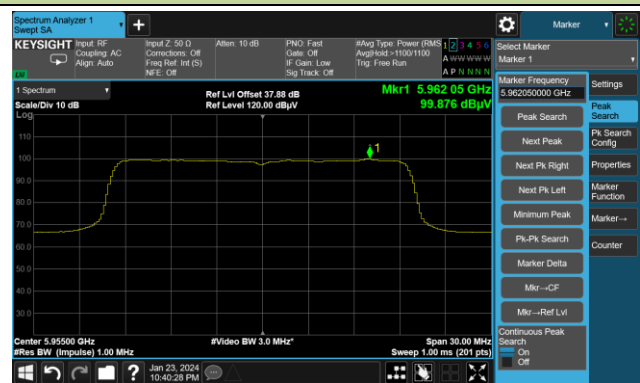 Spectrum Analyzer 1
Swept SA
+
Marker
KEYSIGHT
Input: RF
Coupling: AC
Align: Auto
Input Z: 50 Ω
Corrections: Off
Freq Ref: Int (S)
NFE: Off
Atten: 10 dB
PNO: Fast
Gate: Off
IF Gain: Low
Sig Track: Off
#Avg Type: Power (RMS
Avg|Hold:>1100/1100
Trig: Free Run
1 2 3 4 5 6
A W W W W W
A P N N N N
LW
Select Marker
Marker 1
1 Spectrum
Scale/Div 10 dB
Log
Ref Lvl Offset 37.88 dB
Ref Level 120.00 dBµV
Mkr1 5.962 05 GHz
99.876 dBµV
110
100
90.0
80.0
70.0
60.0
50.0
40.0
30.0
1
Center 5.95500 GHz
#Res BW (Impulse) 1.00 MHz
#Video BW 3.0 MHz*
Span 30.00 MHz
Sweep 1.00 ms (201 pts)
Marker Frequency
5.962050000 GHz
Peak Search
Next Peak
Next Pk Right
Next Pk Left
Minimum Peak
Pk-Pk Search
Marker Delta
Mkr→CF
Mkr→Ref Lvl
Continuous Peak
Search
On
Off
Settings
Peak
Search
Pk Search
Config
Properties
Marker
Function
Marker→
Counter
?
Jan 23, 2024
10:40:28 PM